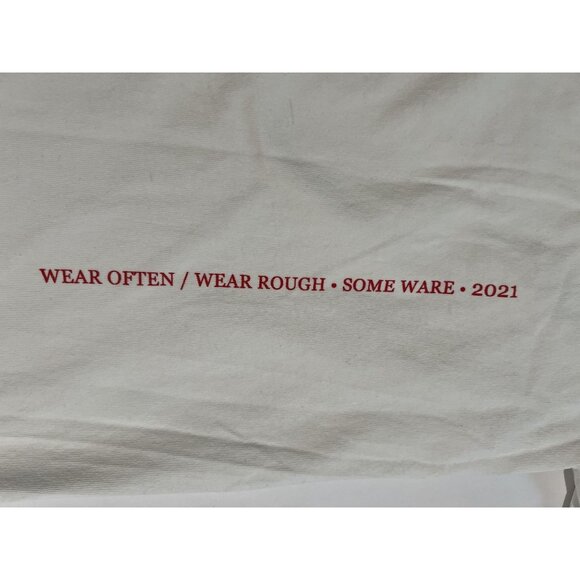 WEAR OFTEN / WEAR ROUGH • SOME WARE • 2021